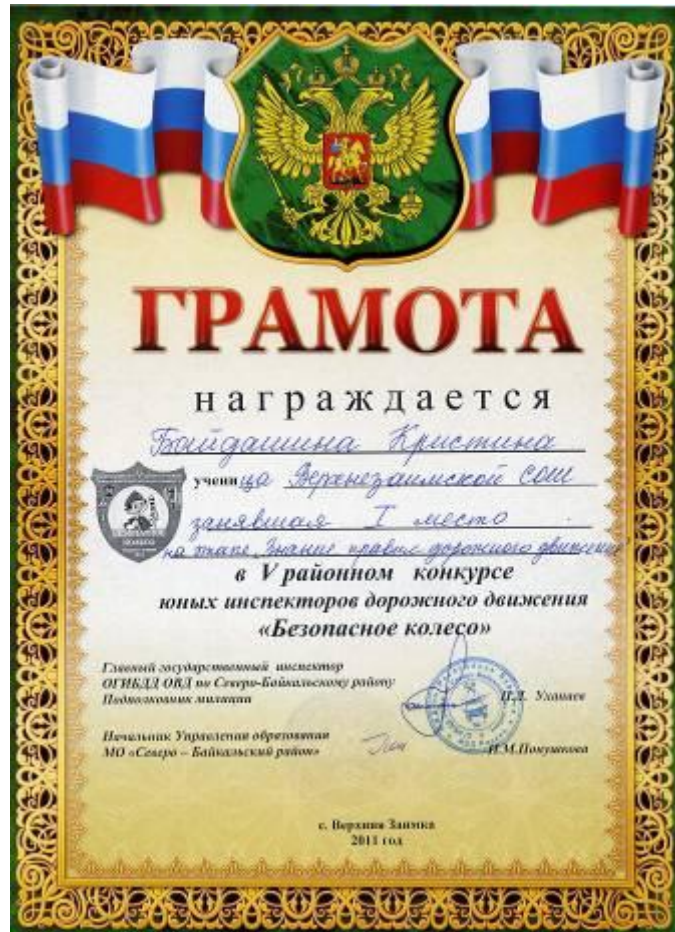 ГРАМОТА
награждается
Байдашина Кристина
ученица Верхнезаимской сош
занявшая I место
на этапе "Знание правил дорожного движения"
в V районном конкурсе
юных инспекторов дорожного движения
«Безопасное колесо»
Главный государственный инспектор
ОГИБДД ОВД по Северо-Байкальскому району
Подполковник милиции
Уханаев
Начальник Управления образования
МО «Северо – Байкальский район»
с. Верхняя Заимка
2011 год